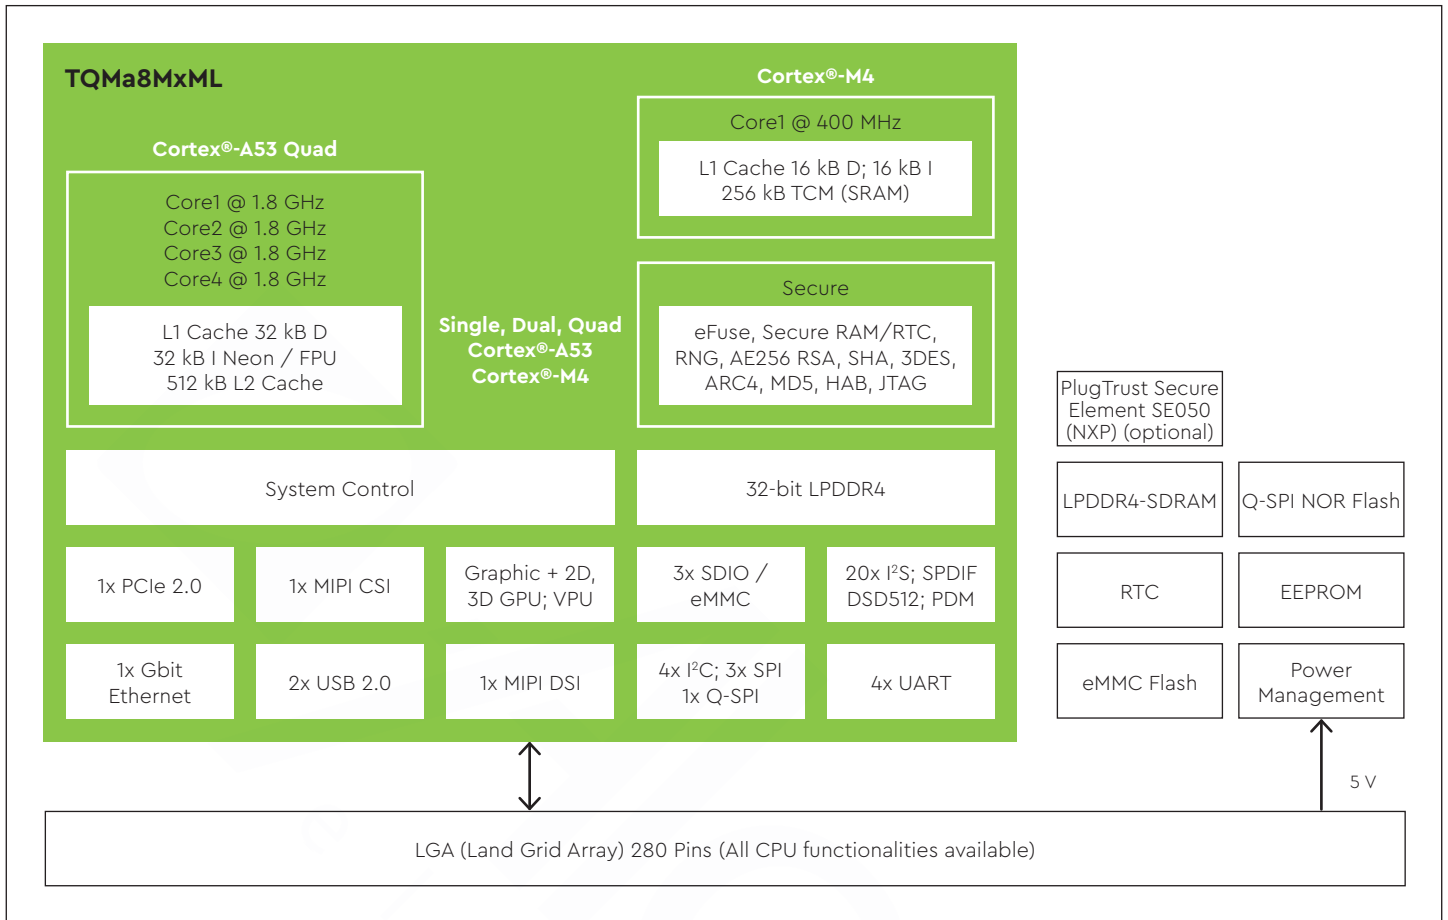 TQMa8MxML
Cortex®-A53 Quad
Core1 @ 1.8 GHz
Core2 @ 1.8 GHz
Core3 @ 1.8 GHz
Core4 @ 1.8 GHz
L1 Cache 32 kB D
32 kB I Neon / FPU
512 kB L2 Cache
Single, Dual, Quad
Cortex®-A53
Cortex®-M4
Cortex®-M4
Core1 @ 400 MHz
L1 Cache 16 kB D; 16 kB I
256 kB TCM (SRAM)
Secure
eFuse, Secure RAM/RTC,
RNG, AE256 RSA, SHA, 3DES,
ARC4, MD5, HAB, JTAG
System Control
32-bit LPDDR4
1x PCIe 2.0
1x MIPI CSI
Graphic + 2D,
3D GPU; VPU
3x SDIO /
eMMC
20x I²S; SPDIF
DSD512; PDM
1x Gbit
Ethernet
2x USB 2.0
1x MIPI DSI
4x I²C; 3x SPI
1x Q-SPI
4x UART
PlugTrust Secure
Element SE050
(NXP) (optional)
LPDDR4-SDRAM
Q-SPI NOR Flash
RTC
EEPROM
eMMC Flash
Power
Management
5 V
LGA (Land Grid Array) 280 Pins (All CPU functionalities available)